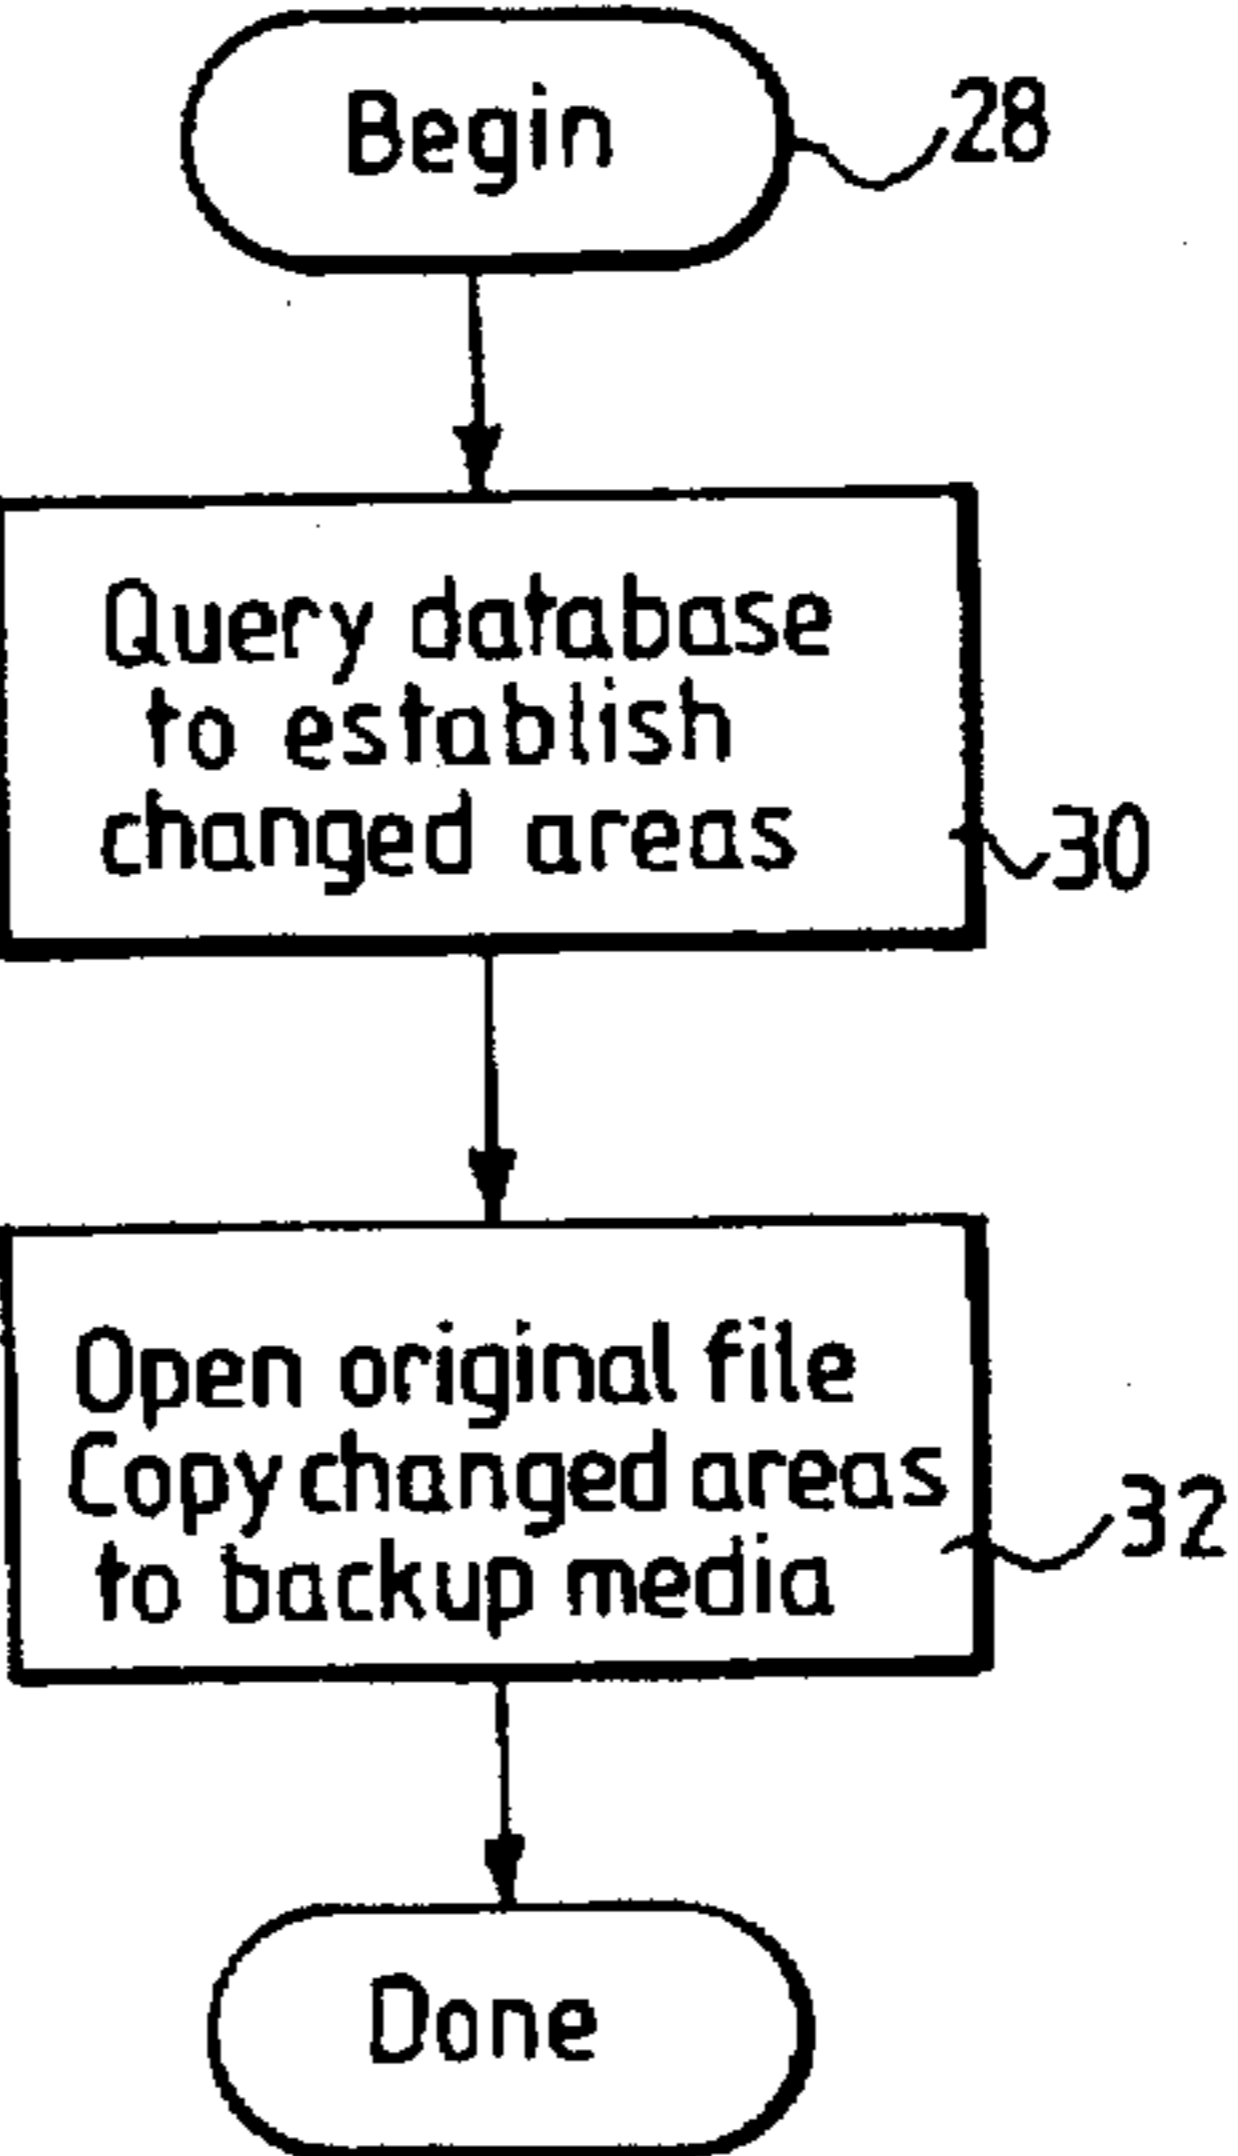 Begin
28
Query database
to establish
changed areas
30
Open original file
Copy changed areas
to backup media
32
Done